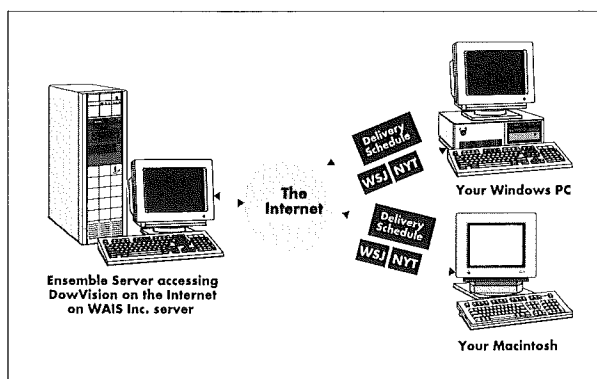 Delivery
Schedule
WSJ NYT
Your Windows PC
The
Internet
Delivery
Schedule
WSJ NYT
Ensemble Server accessing
DowVision on the Internet
on WAIS Inc. server
Your Macintosh